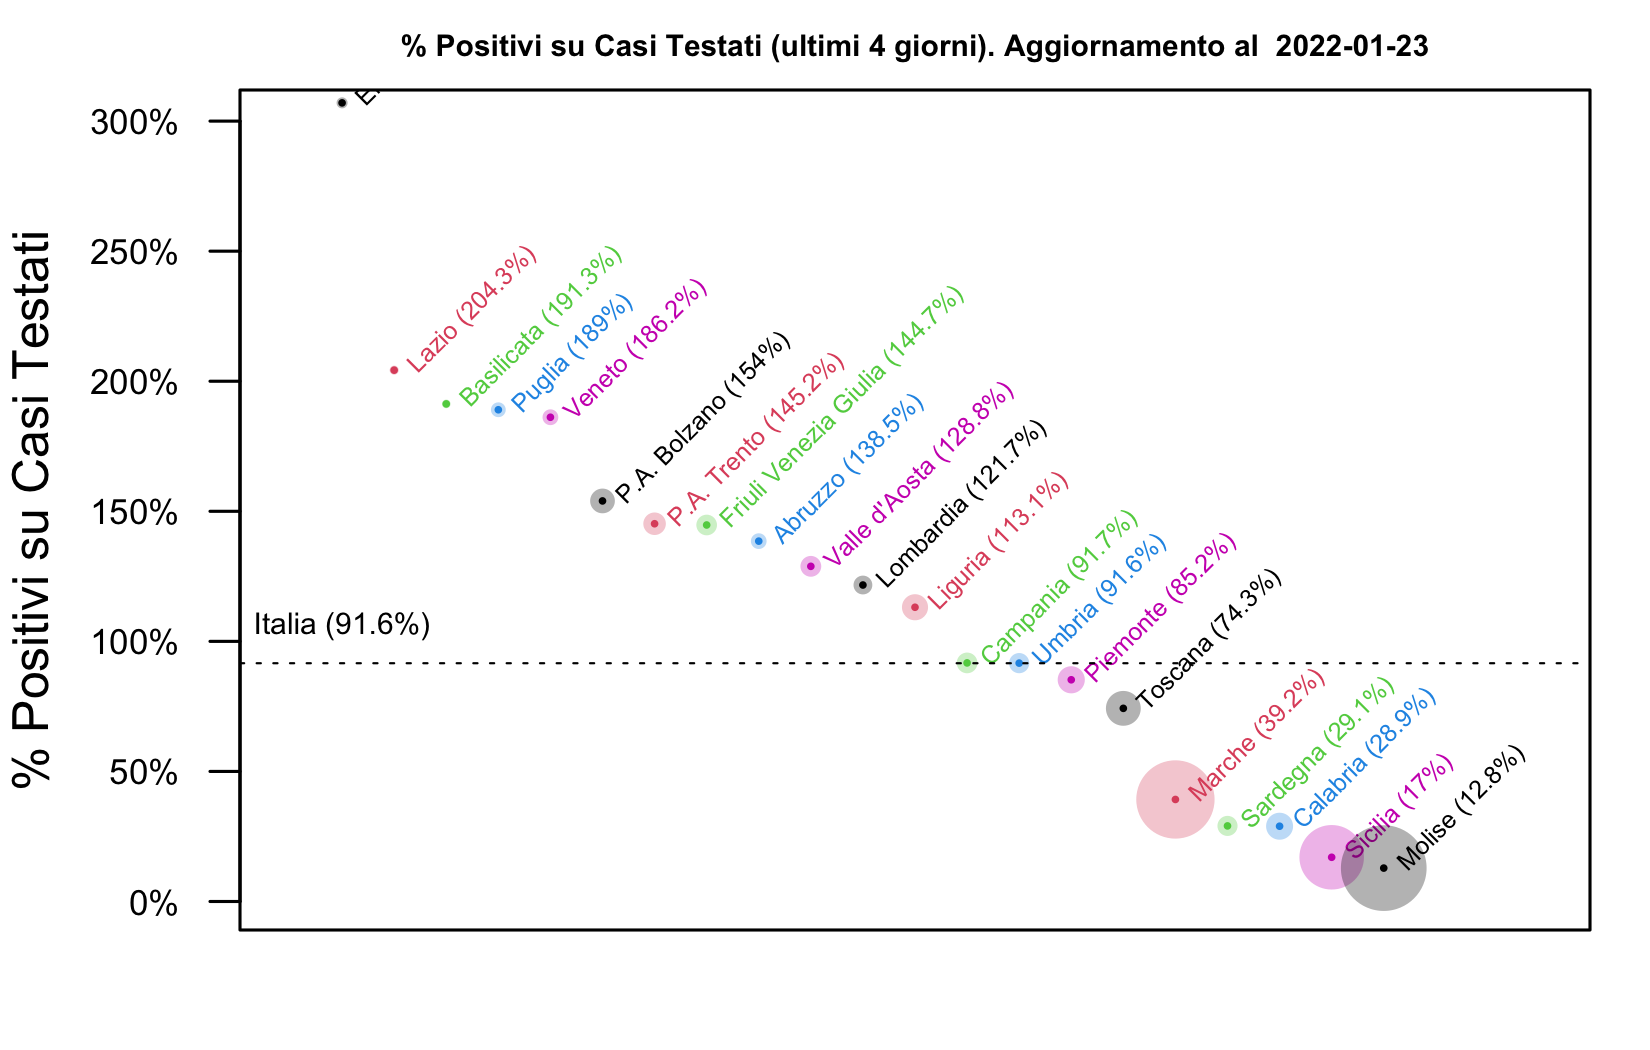 % Positivi su Casi Testati (ultimi 4 giorni). Aggiornamento al 2022-01-23
% Positivi su Casi Testati
300%
250%
200%
150%
100%
50%
0%
Italia (91.6%)
Lazio (204.3%)
Basilicata (191.3%)
Puglia (189%)
Veneto (186.2%)
P.A. Bolzano (154%)
P.A. Trento (145.2%)
Friuli Venezia Giulia (144.7%)
Abruzzo (138.5%)
Valle d'Aosta (128.8%)
Lombardia (121.7%)
Liguria (113.1%)
Campania (91.7%)
Umbria (91.6%)
Piemonte (85.2%)
Toscana (74.3%)
Marche (39.2%)
Sardegna (29.1%)
Calabria (28.9%)
Sicilia (17%)
Molise (12.8%)